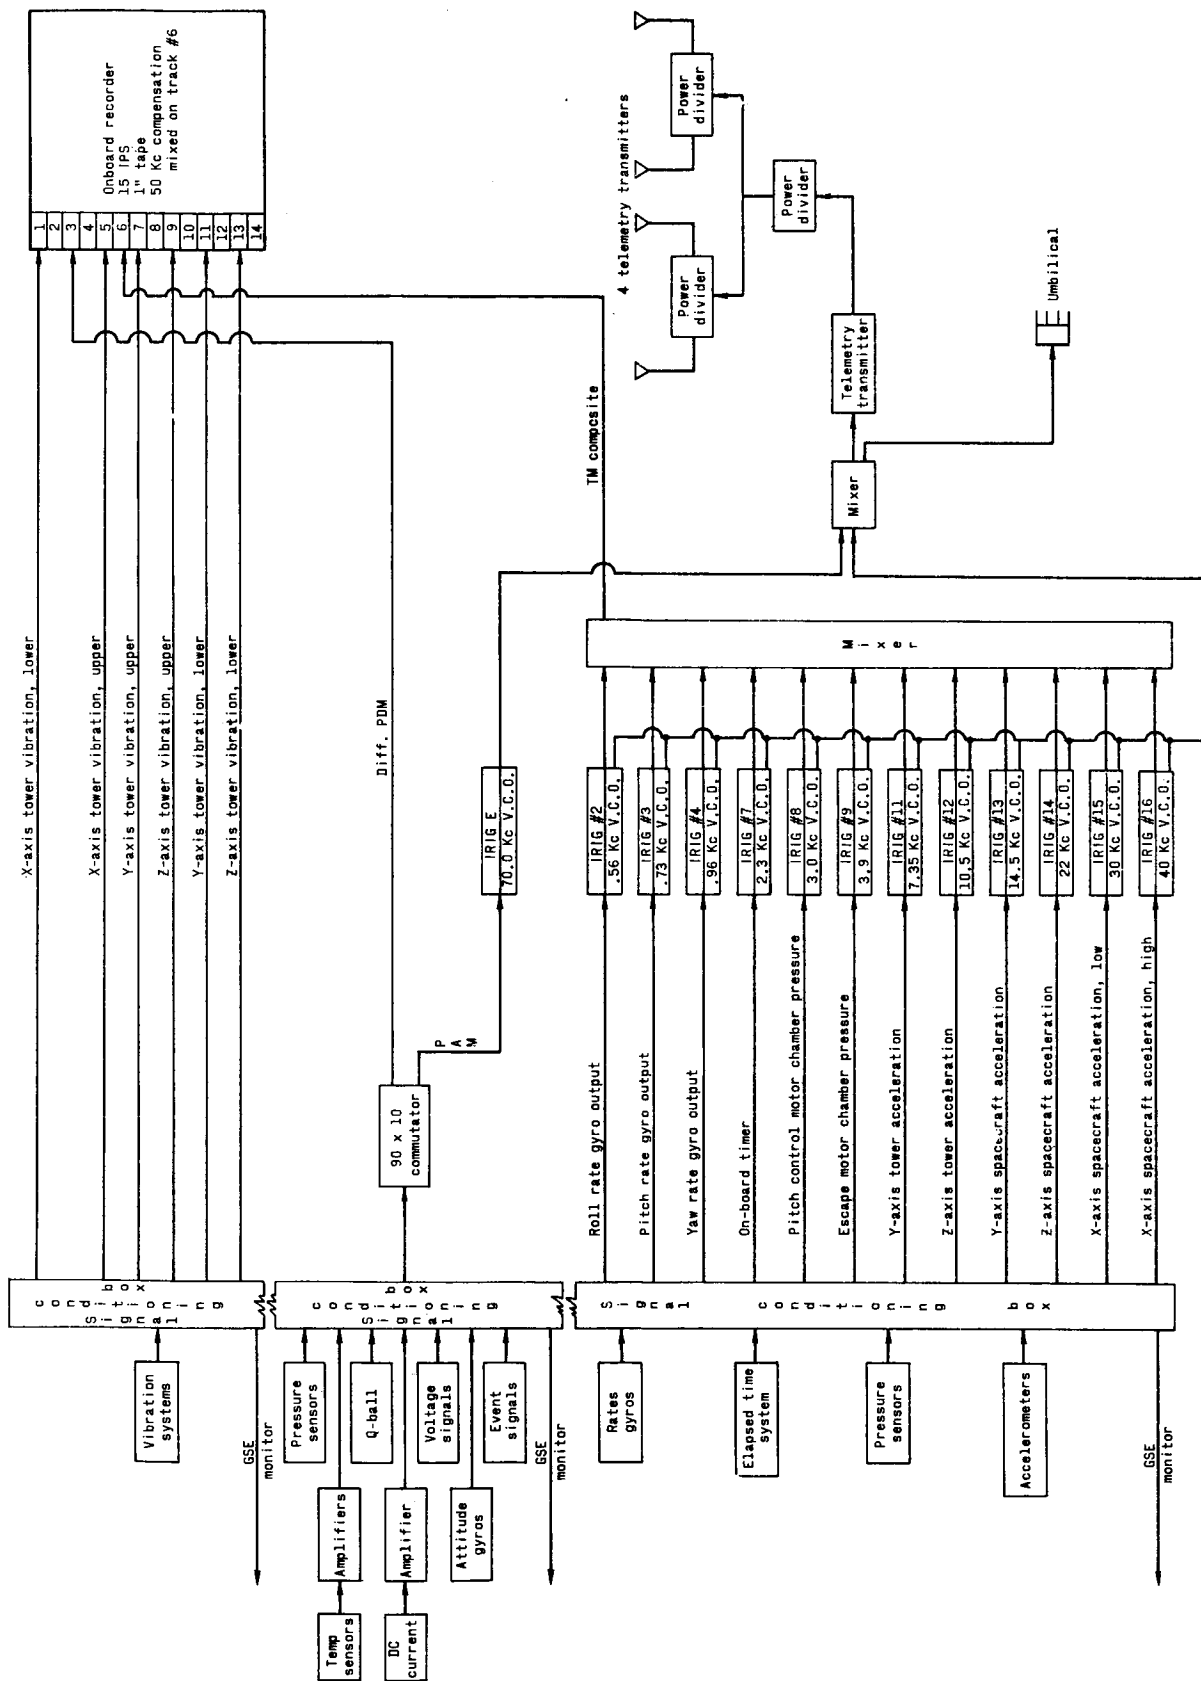 Vibration
systems
GSE
monitor
Signal
conditioning
box
X-axis tower vibration, lower
X-axis tower vibration, upper
Y-axis tower vibration, upper
Z-axis tower vibration, upper
Y-axis tower vibration, lower
Z-axis tower vibration, lower
1
2
3
4
5
6
7
8
9
10
11
12
13
14
Onboard recorder
15 IPS
1" tape
50 Kc compensation
mixed on track #6
Temp
sensors
DC
current
Amplifiers
Amplifier
Attitude
gyros
Pressure
sensors
Q-ball
Voltage
signals
Event
signals
GSE
monitor
Signal
conditioning
box
90 x 10
commutator
PAM
Diff. PDM
IRIG E
70.0 Kc V.C.O.
TM composite
4 telemetry transmitters
Power
divider
Power
divider
Power
divider
Telemetry
transmitter
Mixer
Umbilical
Rates
gyros
Elapsed time
system
Pressure
sensors
Accelerometers
GSE
monitor
Signal conditioning box
Roll rate gyro output
Pitch rate gyro output
Yaw rate gyro output
On-board timer
Pitch control motor chamber pressure
Escape motor chamber pressure
Y-axis tower acceleration
Z-axis tower acceleration
Y-axis spacecraft acceleration
Z-axis spacecraft acceleration
X-axis spacecraft acceleration, low
X-axis spacecraft acceleration, high
IRIG #2
.56 Kc V.C.O.
IRIG #3
.73 Kc V.C.O.
IRIG #4
.96 Kc V.C.O.
IRIG #7
2.3 Kc V.C.O.
IRIG #8
3.0 Kc V.C.O.
IRIG #9
3.9 Kc V.C.O.
IRIG #11
7.35 Kc V.C.O.
IRIG #12
10.5 Kc V.C.O.
IRIG #13
14.5 Kc V.C.O.
IRIG #14
22 Kc V.C.O.
IRIG #15
30 Kc V.C.O.
IRIG #16
40 Kc V.C.O.
Mixer